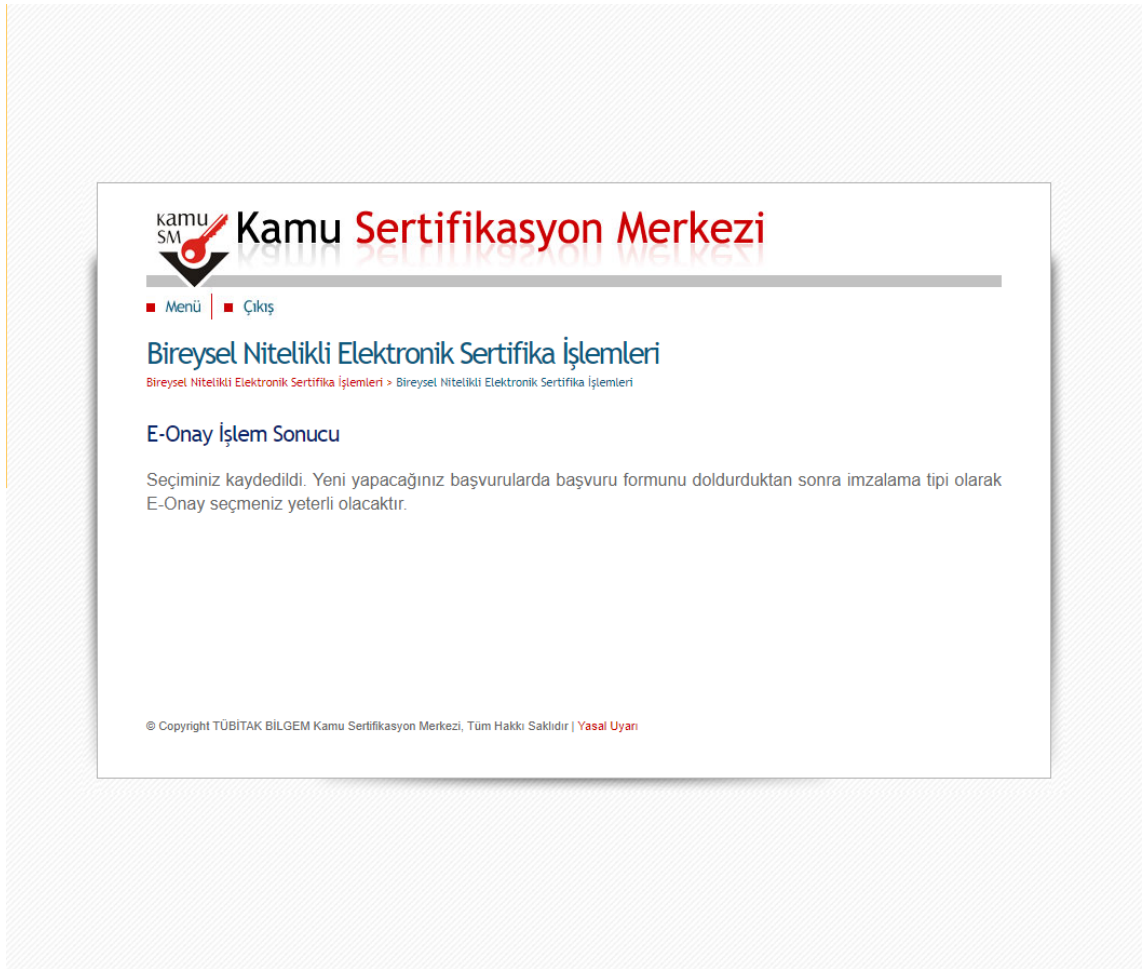 kamu
SM
Kamu Sertifikasyon Merkezi
Menü
Çıkış
Bireysel Nitelikli Elektronik Sertifika İşlemleri
Bireysel Nitelikli Elektronik Sertifika İşlemleri > Bireysel Nitelikli Elektronik Sertifika İşlemleri
E-Onay İşlem Sonucu
Seçiminiz kaydedildi. Yeni yapacağınız başvurularda başvuru formunu doldurduktan sonra imzalama tipi olarak
E-Onay seçmeniz yeterli olacaktır.
© Copyright TÜBİTAK BİLGEM Kamu Sertifikasyon Merkezi, Tüm Hakkı Saklıdır | Yasal Uyarı